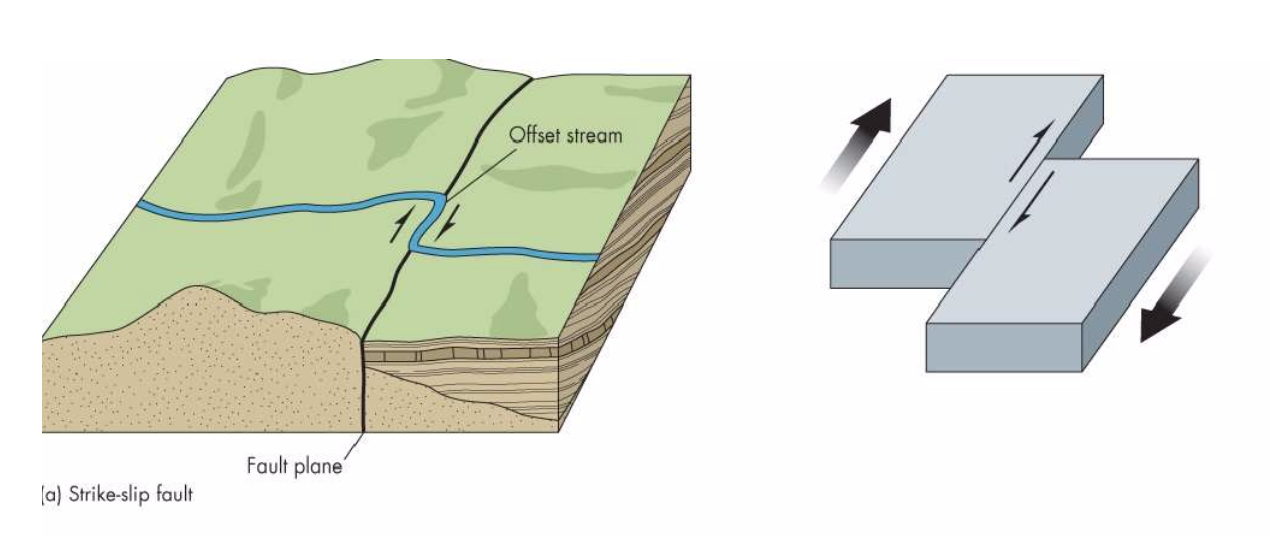 Offset stream
Fault plane
(a) Strike-slip fault